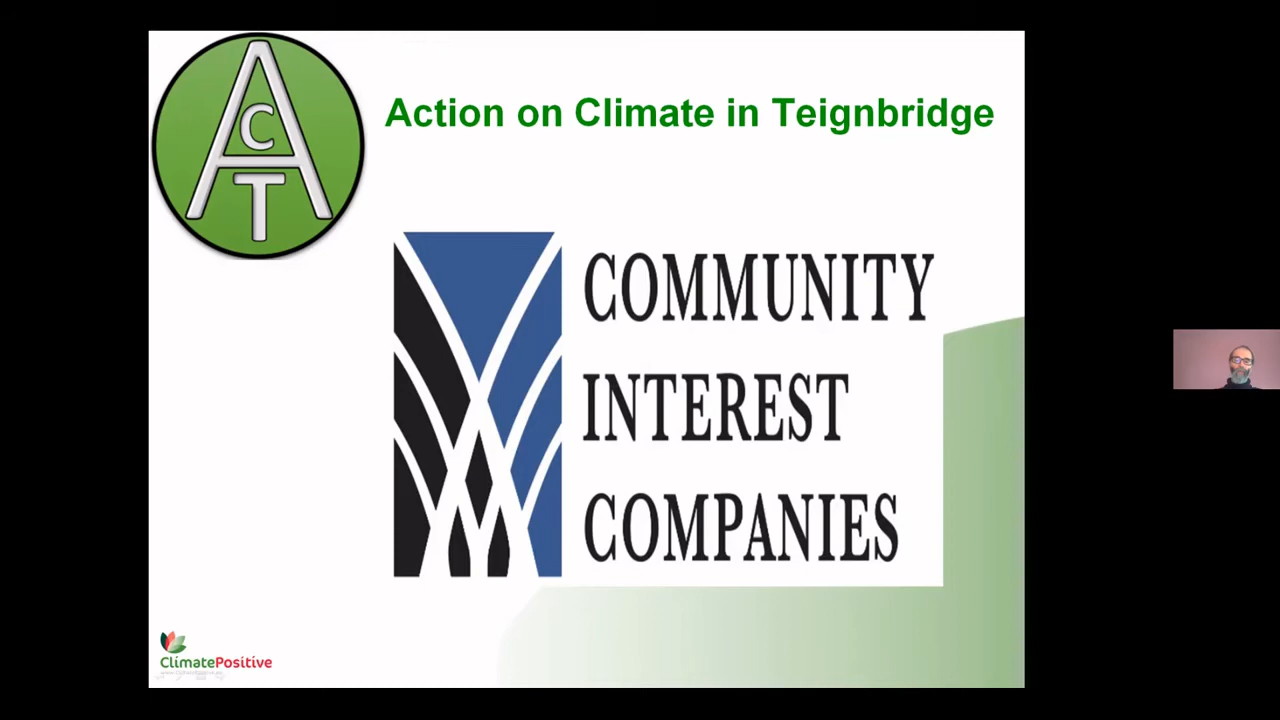 A
C
T
Action on Climate in Teignbridge
COMMUNITY
INTEREST
COMPANIES
ClimatePositive